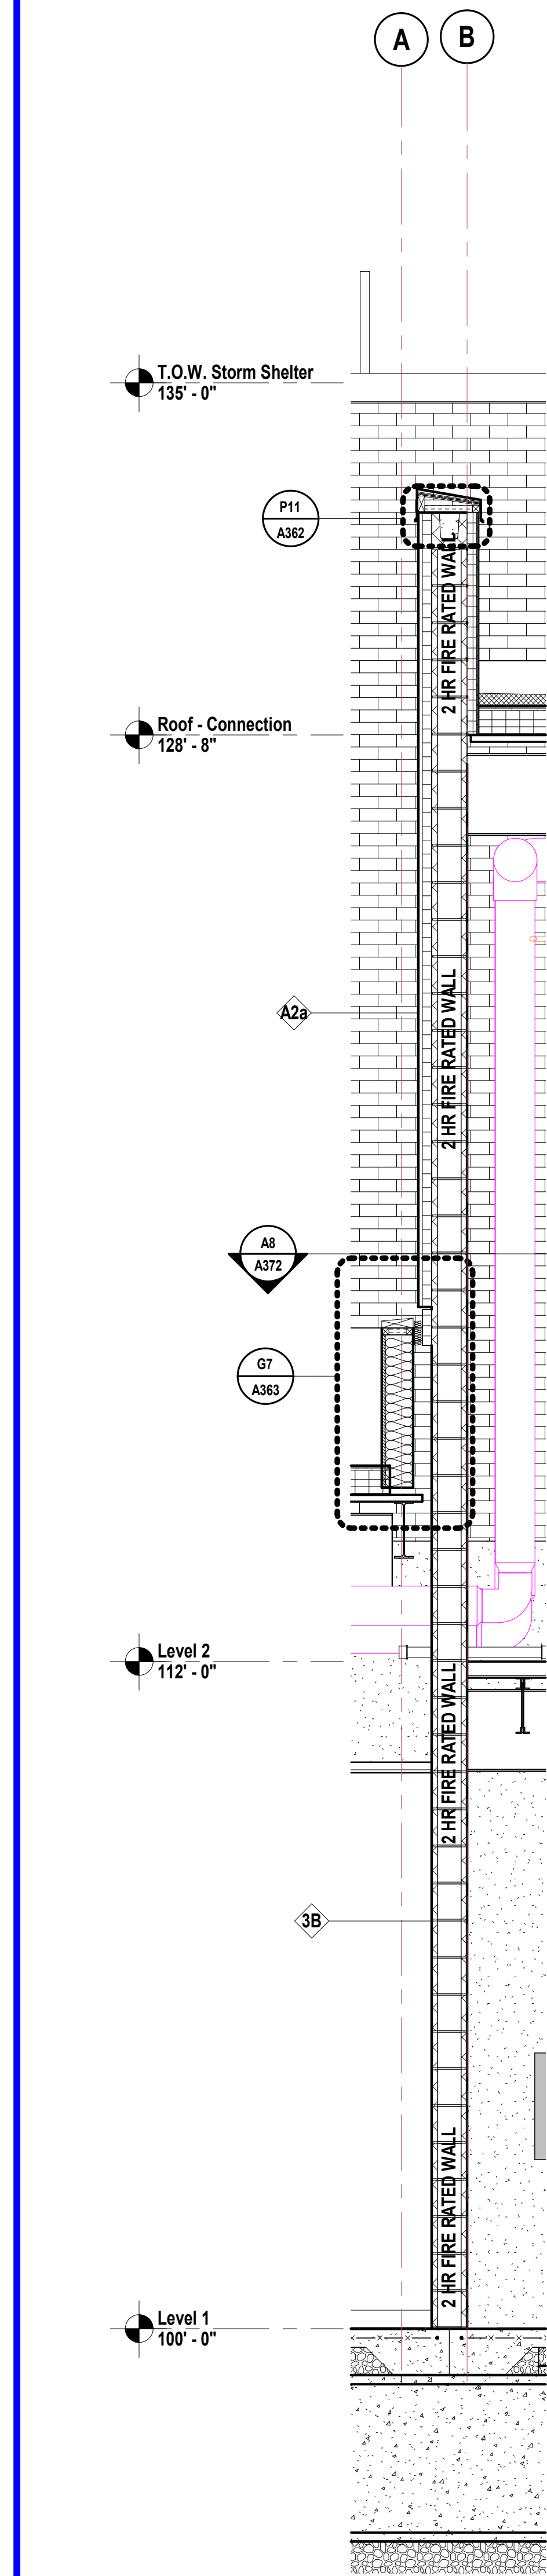 A
B
T.O.W. Storm Shelter
135' - 0"
P11
A362
2 HR FIRE RATED WALL
Roof - Connection
128' - 8"
A2a
2 HR FIRE RATED WALL
A8
A372
G7
A363
Level 2
112' - 0"
2 HR FIRE RATED WALL
3B
2 HR FIRE RATED WALL
Level 1
100' - 0"